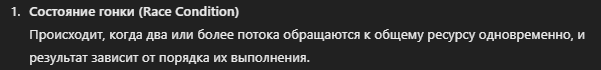 1. Состояние гонки (Race Condition)
Происходит, когда два или более потока обращаются к общему ресурсу одновременно, и
результат зависит от порядка их выполнения.